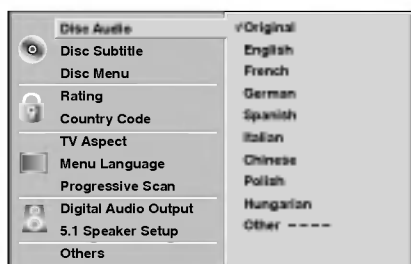 Disc Audio
Disc Subtitle
Disc Menu
Rating
Country Code
TV Aspect
Menu Language
Progressive Scan
Digital Audio Output
5.1 Speaker Setup
Others
√Original
English
French
German
Spanish
Italian
Chinese
Polish
Hungarian
Other ––––